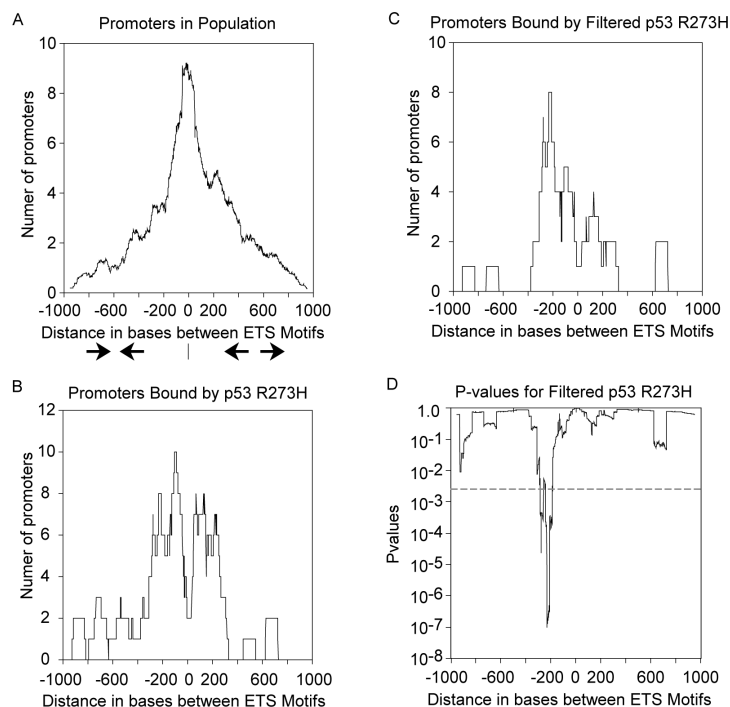 A
Promoters in Population
10
8
6
4
2
0
Numer of promoters
-1000 -600 -200 0 200 600 1000
Distance in bases between ETS Motifs
B
Promoters Bound by p53 R273H
12
10
8
6
4
2
0
Numer of promoters
-1000 -600 -200 0 200 600 1000
Distance in bases between ETS Motifs
C
Promoters Bound by Filtered p53 R273H
10
8
6
4
2
0
Numer of promoters
-1000 -600 -200 0 200 600 1000
Distance in bases between ETS Motifs
D
P-values for Filtered p53 R273H
1.0
10-1
10-2
10-3
10-4
10-5
10-6
10-7
10-8
Pvalues
-1000 -600 -200 0 200 600 1000
Distance in bases between ETS Motifs